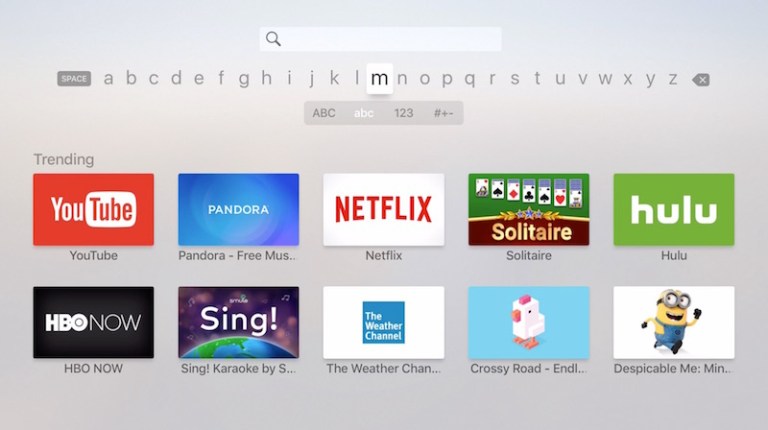 SPACE a b c d e f g h i j k l m n o p q r s t u v w x y z
ABC abc 123 #+-
Trending
YouTube
PANDORA
NETFLIX
Solitaire
hulu
YouTube
Pandora - Free Mus..
Netflix
Solitaire
Hulu
HBO NOW
smule
Sing!
The
Weather
Channel
HBO NOW
Sing! Karaoke by S...
The Weather Chan...
Crossy Road - Endl...
Despicable Me: Min..